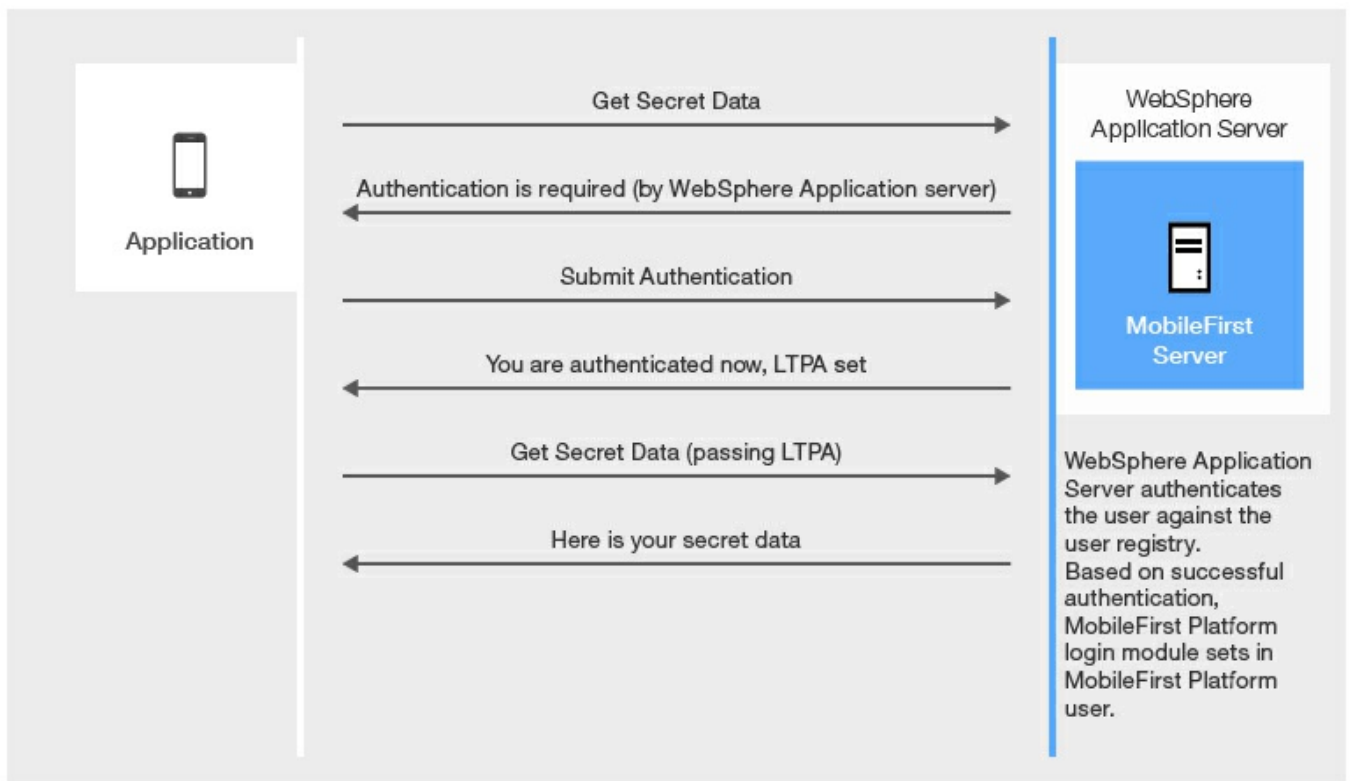 Application
Get Secret Data
Authentication is required (by WebSphere Application server)
Submit Authentication
You are authenticated now, LTPA set
Get Secret Data (passing LTPA)
Here is your secret data
WebSphere
Application Server
MobileFirst
Server
WebSphere Application
Server authenticates
the user against the
user registry.
Based on successful
authentication,
MobileFirst Platform
login module sets in
MobileFirst Platform
user.